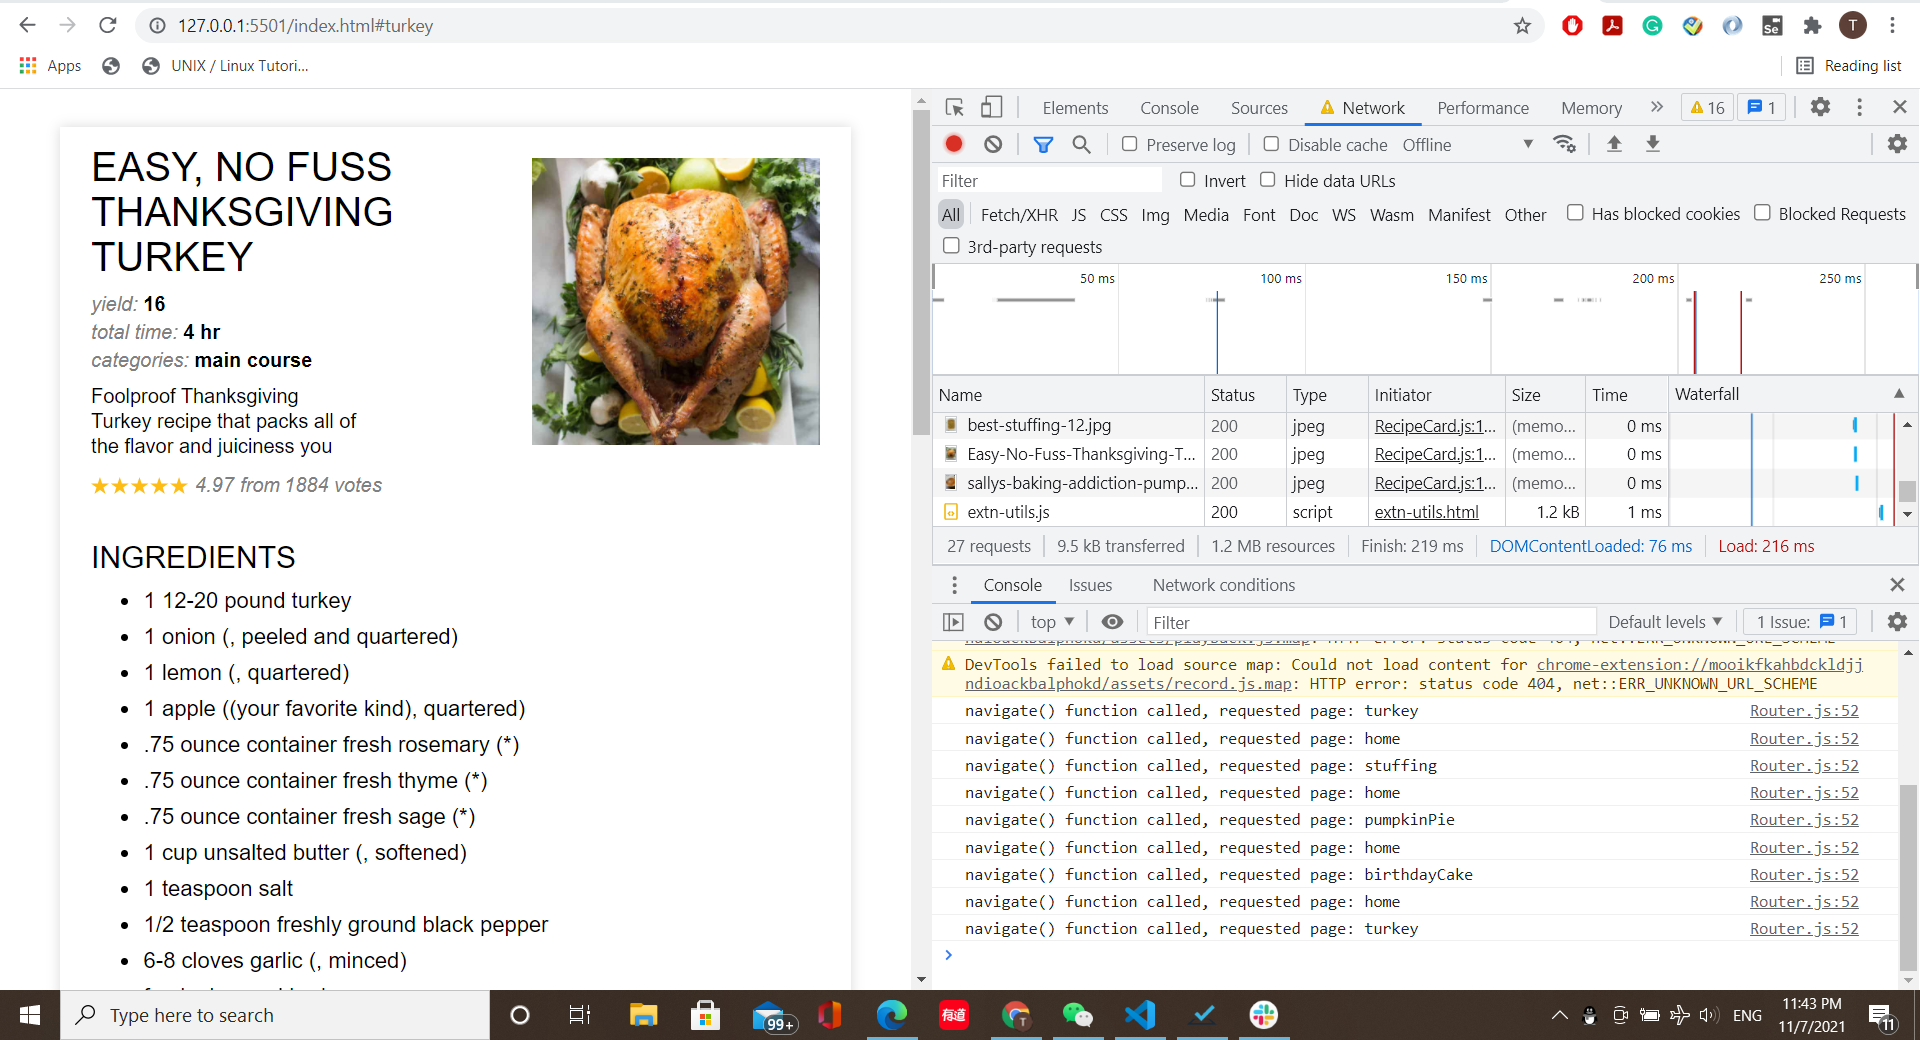 127.0.0.1:5501/index.html#turkey
T
Apps
UNIX / Linux Tutori...
Reading list
EASY, NO FUSS
THANKSGIVING
TURKEY
yield: 16
total time: 4 hr
categories: main course
Foolproof Thanksgiving
Turkey recipe that packs all of
the flavor and juiciness you
★★★★★ 4.97 from 1884 votes
INGREDIENTS
• 1 12-20 pound turkey
• 1 onion (, peeled and quartered)
• 1 lemon (, quartered)
• 1 apple ((your favorite kind), quartered)
• .75 ounce container fresh rosemary (*)
• .75 ounce container fresh thyme (*)
• .75 ounce container fresh sage (*)
• 1 cup unsalted butter (, softened)
• 1 teaspoon salt
• 1/2 teaspoon freshly ground black pepper
• 6-8 cloves garlic (, minced)
Elements Console Sources Network Performance Memory » 16 1
Preserve log Disable cache Offline
Filter Invert Hide data URLs
All Fetch/XHR JS CSS Img Media Font Doc WS Wasm Manifest Other Has blocked cookies Blocked Requests
3rd-party requests
50 ms 100 ms 150 ms 200 ms 250 ms
Name Status Type Initiator Size Time Waterfall
best-stuffing-12.jpg 200 jpeg RecipeCard.js:1... (memo... 0 ms
Easy-No-Fuss-Thanksgiving-T... 200 jpeg RecipeCard.js:1... (memo... 0 ms
sallys-baking-addiction-pump... 200 jpeg RecipeCard.js:1... (memo... 0 ms
extn-utils.js 200 script extn-utils.html 1.2 kB 1 ms
27 requests 9.5 kB transferred 1.2 MB resources Finish: 219 ms DOMContentLoaded: 76 ms Load: 216 ms
Console Issues Network conditions
top Filter Default levels 1 Issue: 1
ndioackbalphokd/assets/playback.js.map: HTTP error: status code 404, net::ERR_UNKNOWN_URL_SCHEME
DevTools failed to load source map: Could not load content for chrome-extension://mooikfkahbdckldjj
ndioackbalphokd/assets/record.js.map: HTTP error: status code 404, net::ERR_UNKNOWN_URL_SCHEME
navigate() function called, requested page: turkey Router.js:52
navigate() function called, requested page: home Router.js:52
navigate() function called, requested page: stuffing Router.js:52
navigate() function called, requested page: home Router.js:52
navigate() function called, requested page: pumpkinPie Router.js:52
navigate() function called, requested page: home Router.js:52
navigate() function called, requested page: birthdayCake Router.js:52
navigate() function called, requested page: home Router.js:52
navigate() function called, requested page: turkey Router.js:52
Type here to search
99+
有道
T
ENG
11:43 PM
11/7/2021
11
Se